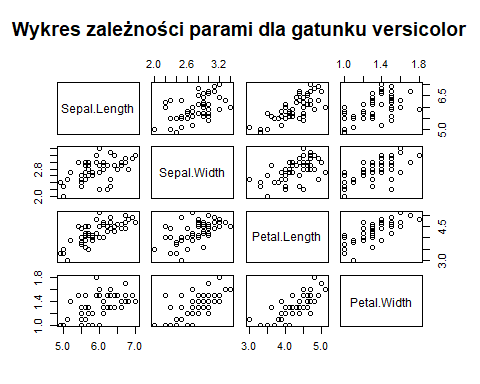 Wykres zależności parami dla gatunku versicolor
2.0 2.6 3.2 1.0 1.4 1.8
Sepal.Length
5.0 6.5
2.0 2.8
Sepal.Width
Petal.Length
3.0 4.5
1.0 1.4 1.8
Petal.Width
5.0 6.0 7.0 3.0 4.0 5.0